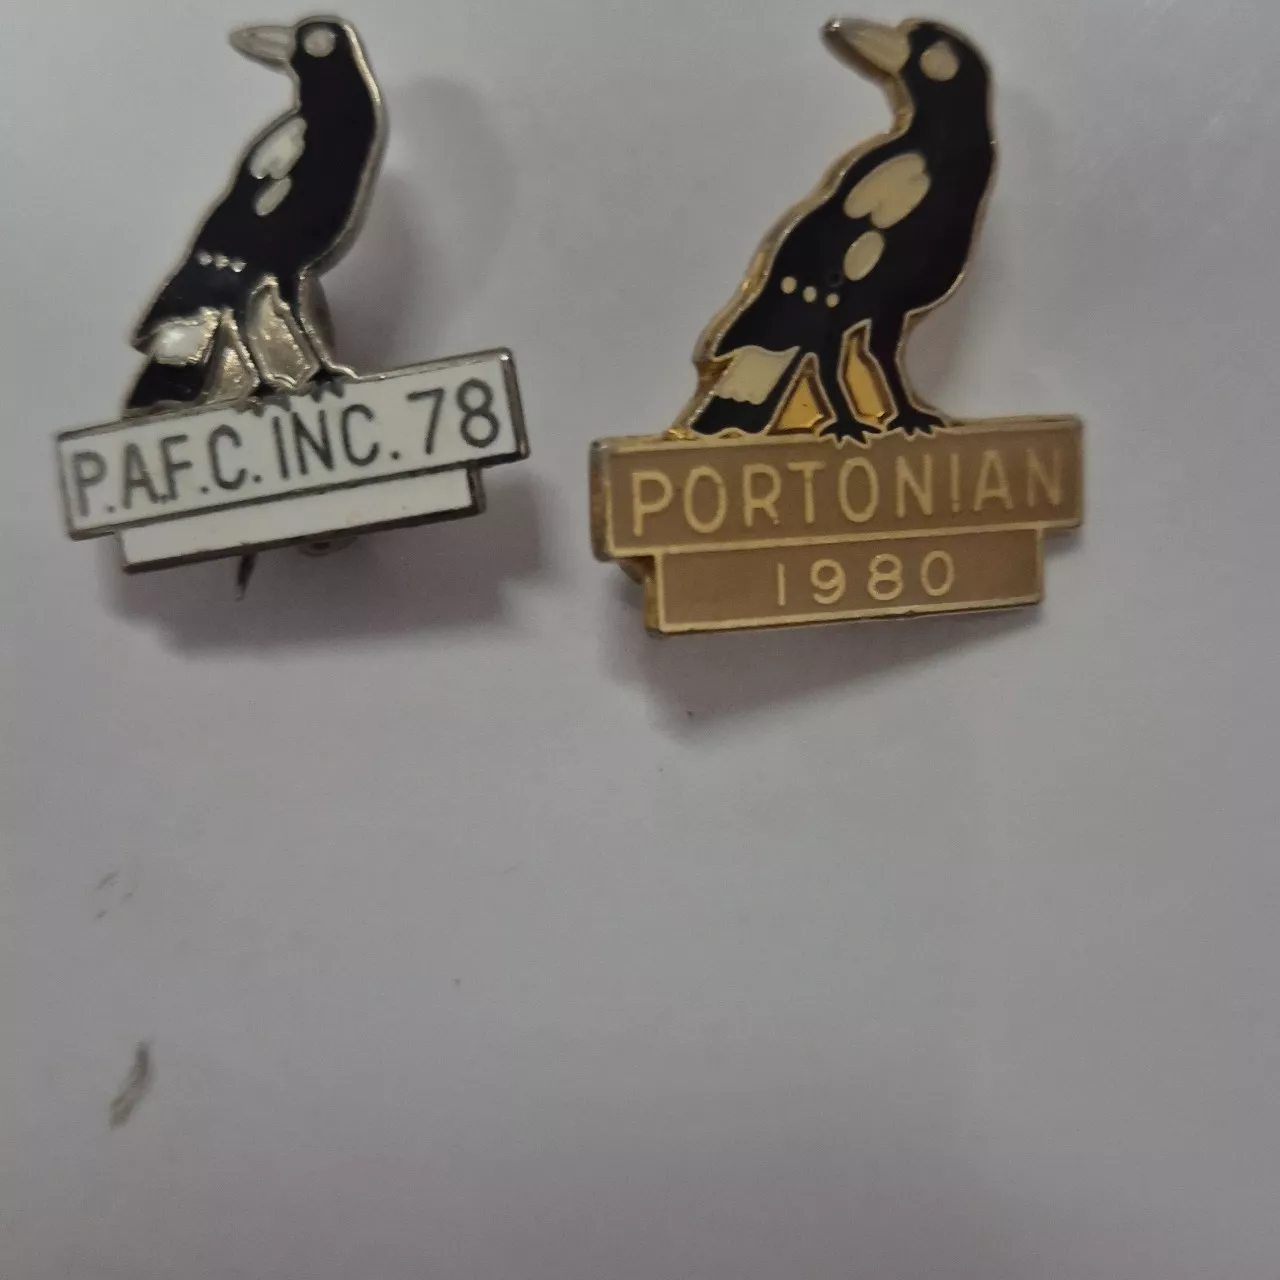 P.A.F.C. INC. 78
PORTONIAN
1980